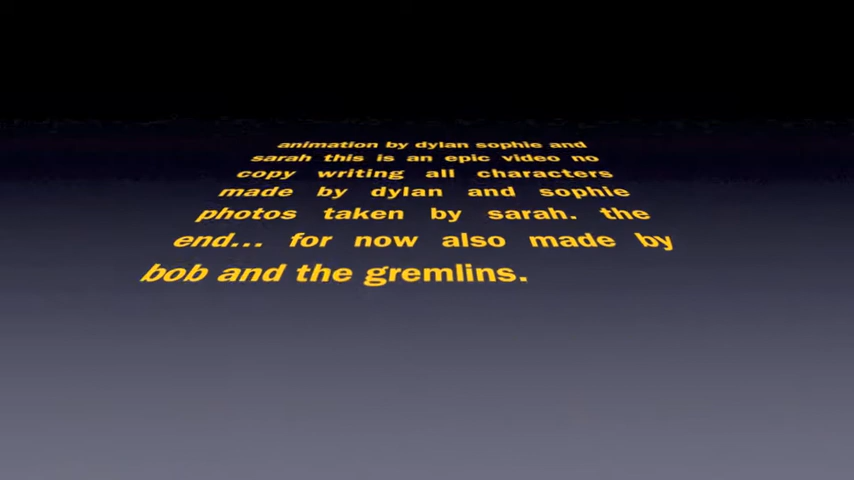 animation by dylan sophie and
sarah this is an epic video no
copy writing all characters
made by dylan and sophie
photos taken by sarah. the
end... for now also made by
bob and the gremlins.